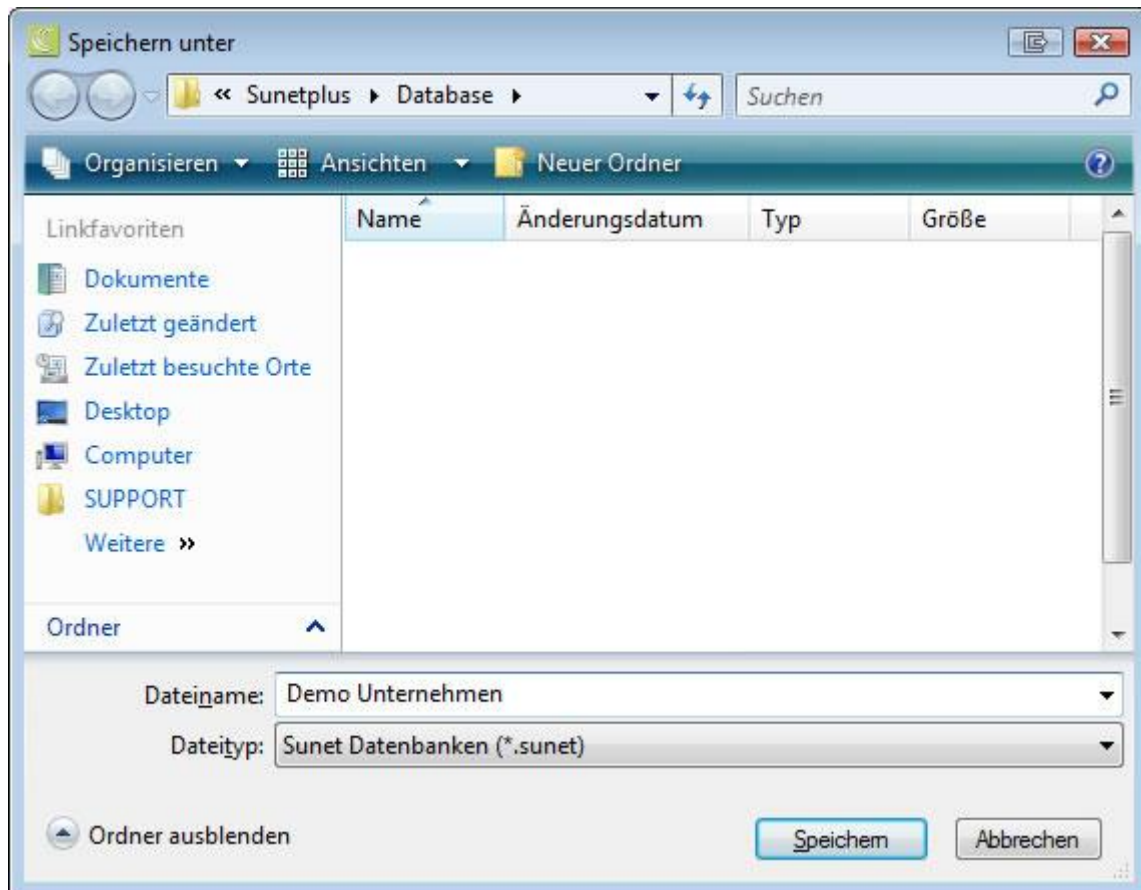 Speichern unter
« Sunetplus Database Suchen
Organisieren Ansichten Neuer Ordner ?
Linkfavoriten Name Änderungsdatum Typ Größe
Dokumente
Zuletzt geändert
Zuletzt besuchte Orte
Desktop
Computer
SUPPORT
Weitere »
Ordner
Dateiname: Demo Unternehmen
Dateityp: Sunet Datenbanken (*.sunet)
Ordner ausblenden Speichern Abbrechen